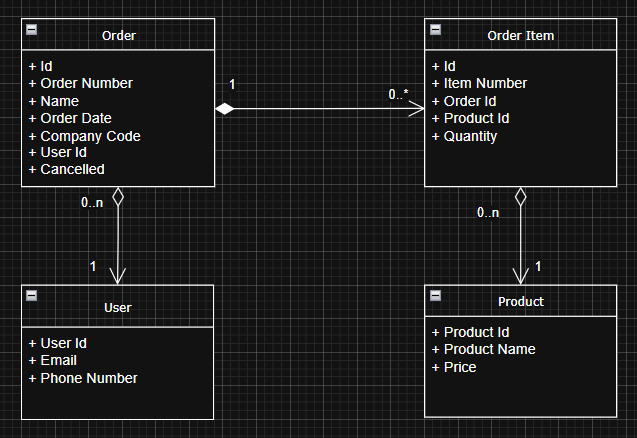 Order
+ Id
+ Order Number
+ Name
+ Order Date
+ Company Code
+ User Id
+ Cancelled
1
0..*
Order Item
+ Id
+ Item Number
+ Order Id
+ Product Id
+ Quantity
0..n
1
0..n
1
User
+ User Id
+ Email
+ Phone Number
Product
+ Product Id
+ Product Name
+ Price